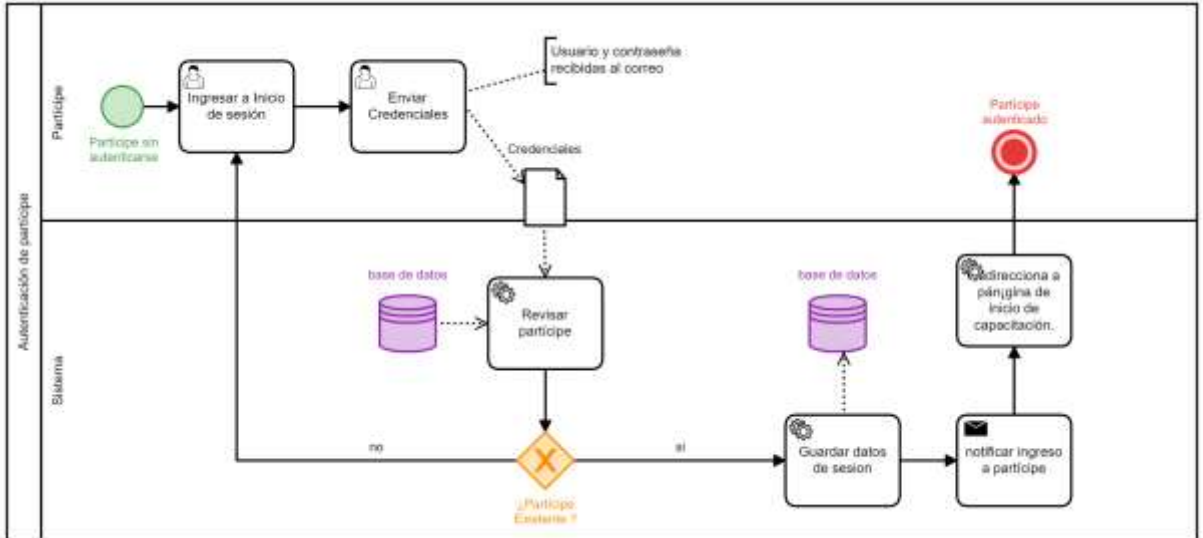 Autenticación de partícipe
Partícipe
Partícipe sin
autenticarse
Ingresar a Inicio
de sesión
Enviar
Credenciales
Usuario y contraseña
recibidas al correo
Credenciales
Partícipe
autenticado
Sistema
base de datos
Revisar
partícipe
¿Partícipe
Existente ?
no
si
base de datos
Guardar datos
de sesion
notificar ingreso
a partícipe
edirecciona a
pán¡gina de
inicio de
capacitación.